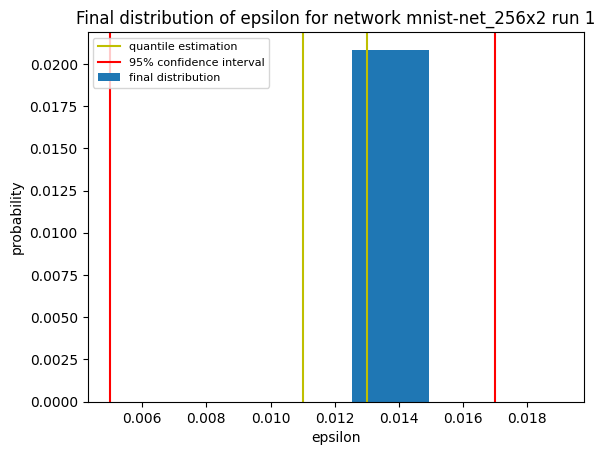 Final distribution of epsilon for network mnist-net_256x2 run 1
quantile estimation
95% confidence interval
final distribution
0.0200
0.0175
0.0150
0.0125
0.0100
0.0075
0.0050
0.0025
0.0000
probability
0.006 0.008 0.010 0.012 0.014 0.016 0.018
epsilon